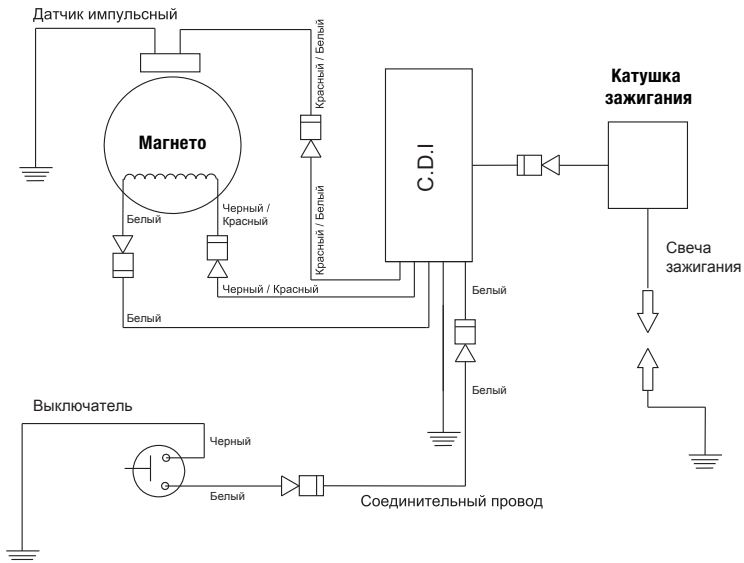 Датчик импульсный
Красный / Белый
Катушка
зажигания
Магнето
C.D.I
Белый
Черный /
Красный
Красный / Белый
Свеча
зажигания
Черный / Красный
Белый
Белый
Белый
Выключатель
Черный
Белый
Соединительный провод